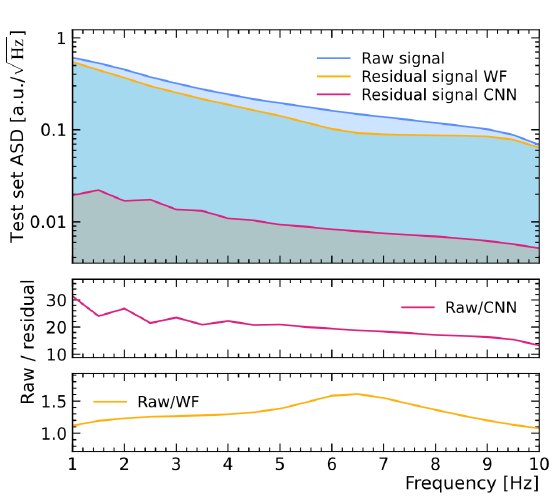 Test set ASD [a.u./√Hz]
1
0.1
0.01
Raw signal
Residual signal WF
Residual signal CNN
Raw / residual
30
20
10
Raw/CNN
1.5
1.0
Raw/WF
1 2 3 4 5 6 7 8 9 10
Frequency [Hz]